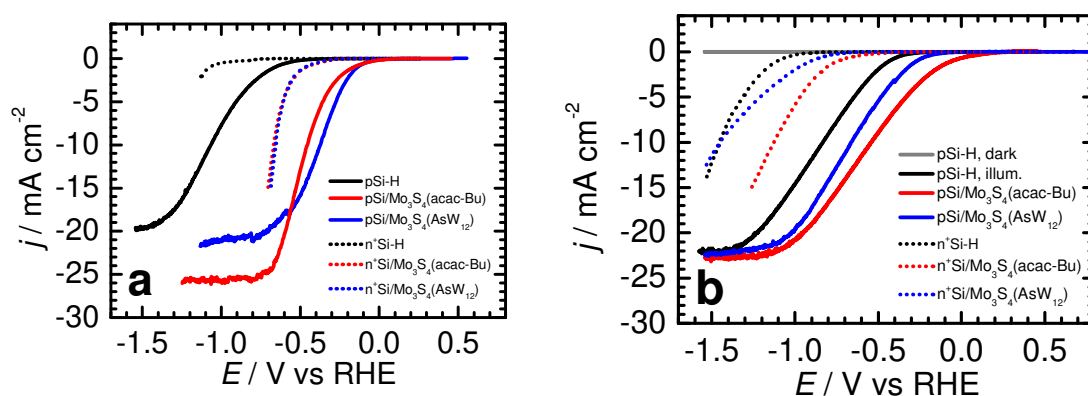 0
-5
-10
-15
-20
-25
-30
j / mA cm⁻²
-1.5 -1.0 -0.5 0.0 0.5
E / V vs RHE
a
pSi-H
pSi/Mo₃S₄(acac-Bu)
pSi/Mo₃S₄(AsW₁₂)
n⁺Si-H
n⁺Si/Mo₃S₄(acac-Bu)
n⁺Si/Mo₃S₄(AsW₁₂)
0
-5
-10
-15
-20
-25
-30
j / mA cm⁻²
-1.5 -1.0 -0.5 0.0 0.5
E / V vs RHE
b
pSi-H, dark
pSi-H, illum.
pSi/Mo₃S₄(acac-Bu)
pSi/Mo₃S₄(AsW₁₂)
n⁺Si-H
n⁺Si/Mo₃S₄(acac-Bu)
n⁺Si/Mo₃S₄(AsW₁₂)